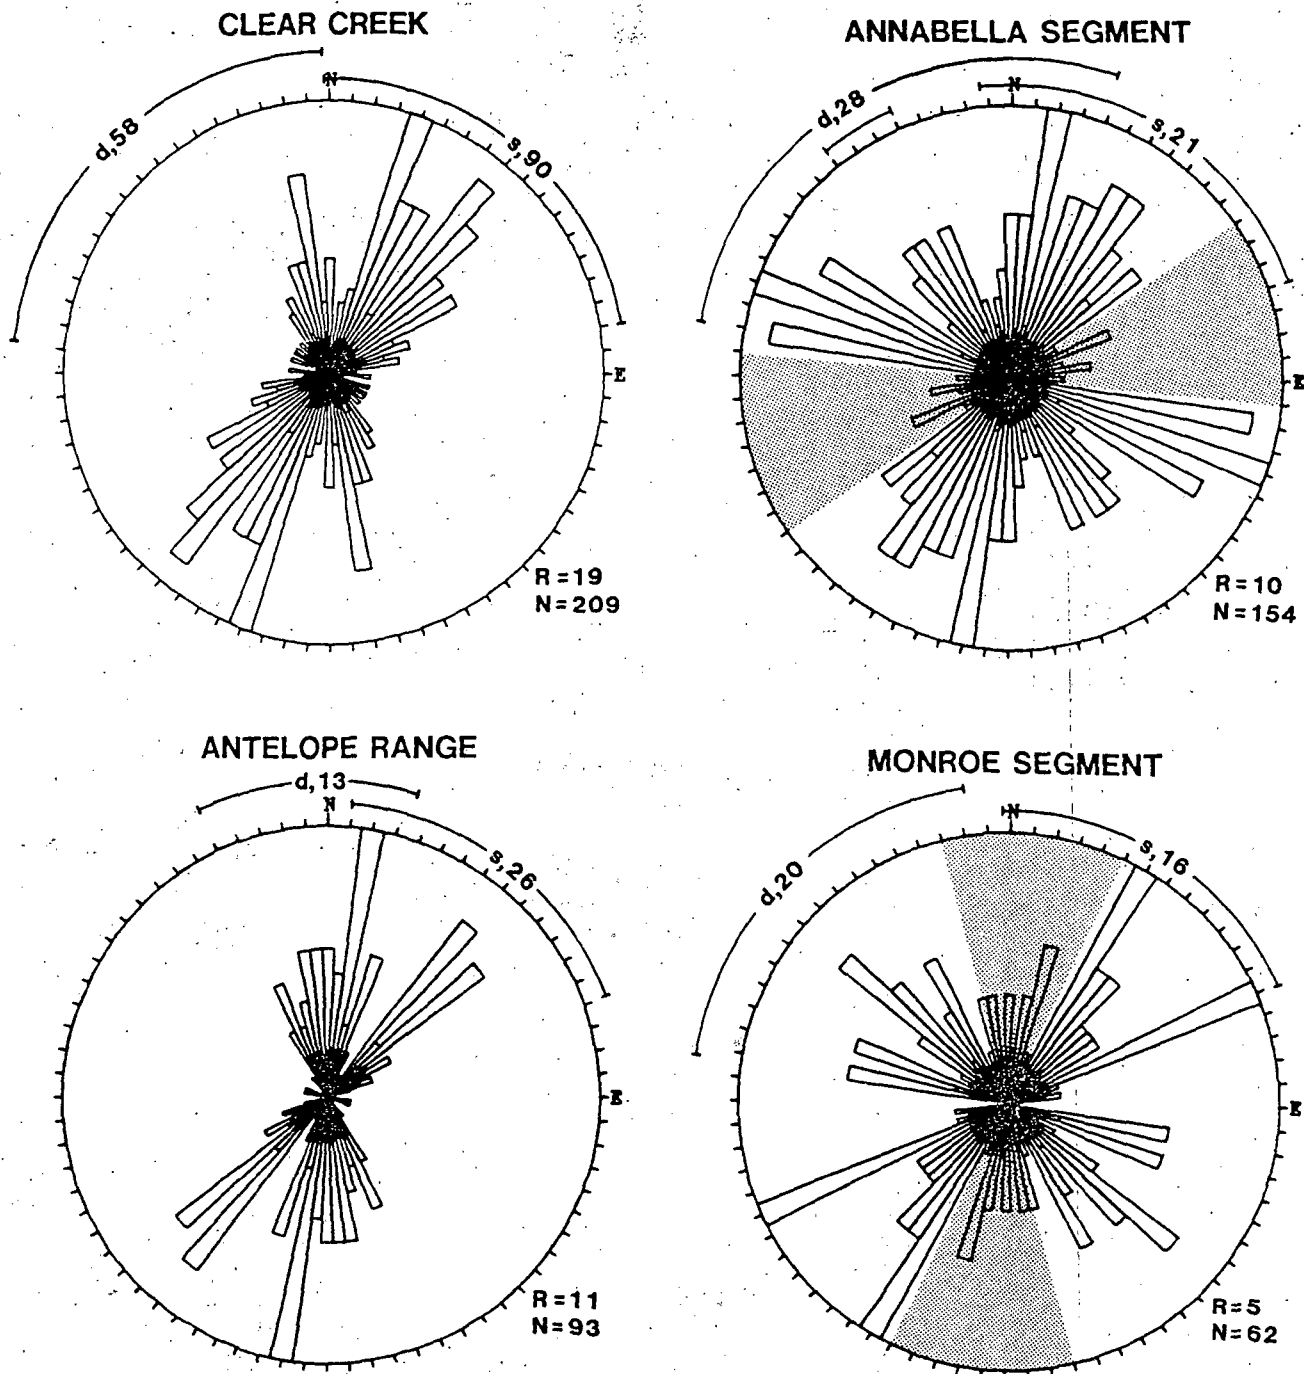 CLEAR CREEK
N
d,58
s,90
E
R=19
N=209
ANNABELLA SEGMENT
N
d,28
s,21
E
R=10
N=154
ANTELOPE RANGE
d,13
N
s,26
E
R=11
N=93
MONROE SEGMENT
N
d,20
s,16
E
R=5
N=62